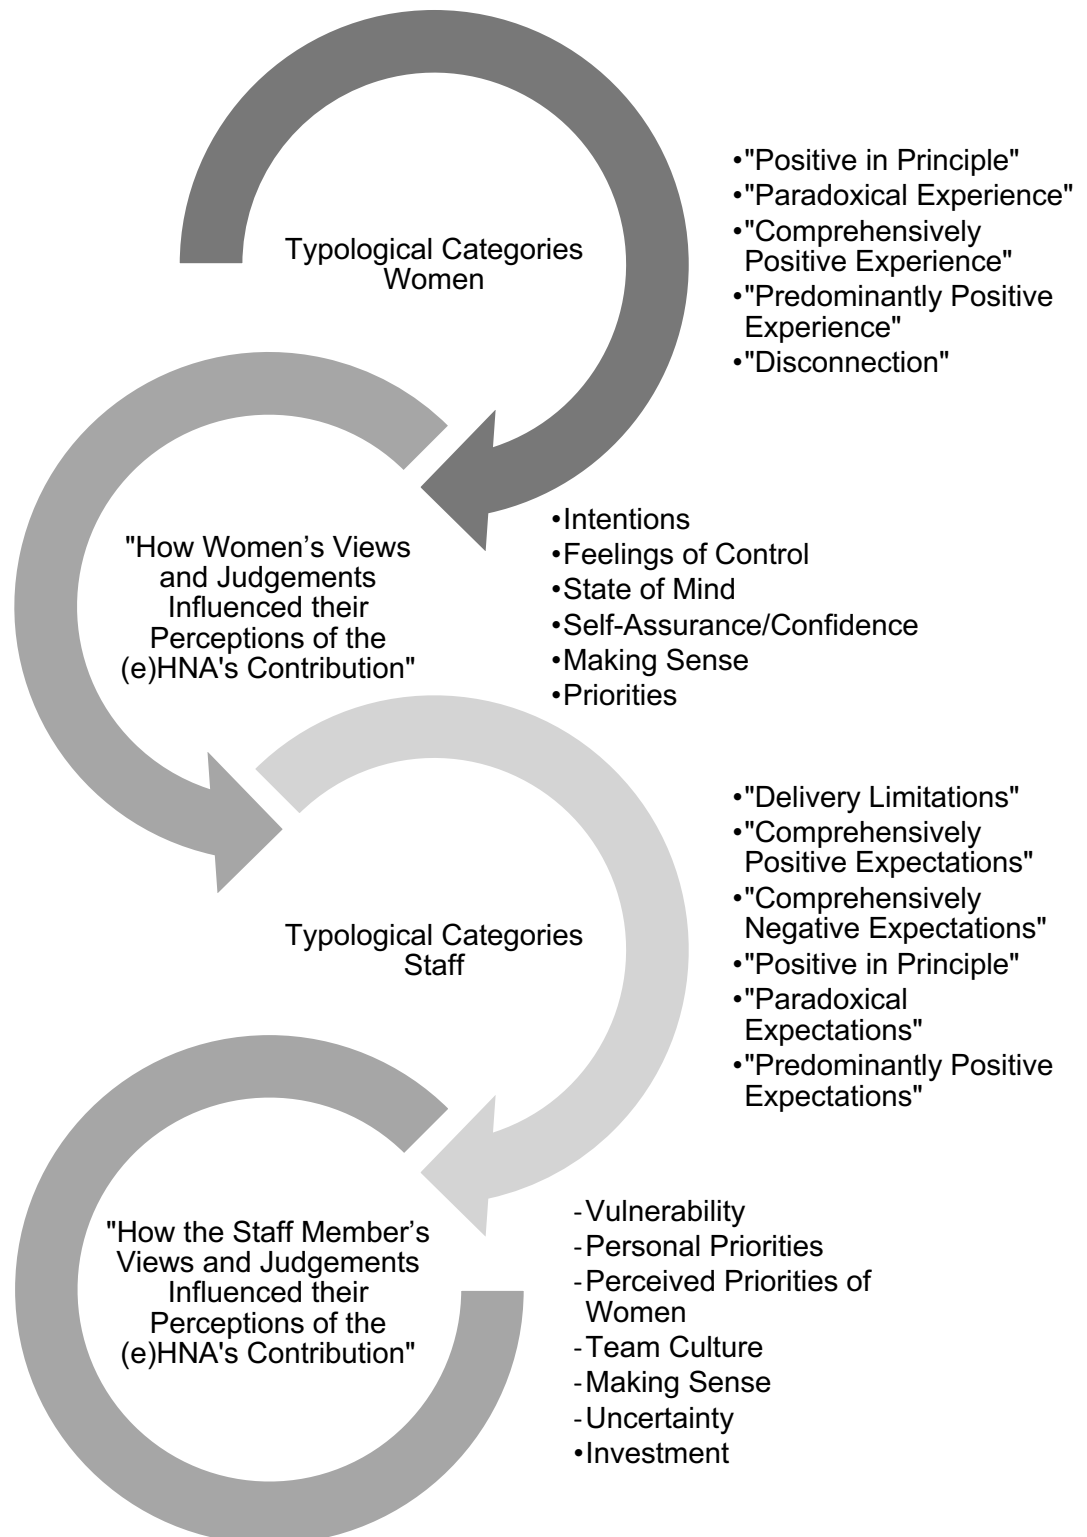 Typological Categories
Women
•"Positive in Principle"
•"Paradoxical Experience"
•"Comprehensively
Positive Experience"
•"Predominantly Positive
Experience"
•"Disconnection"
"How Women’s Views
and Judgements
Influenced their
Perceptions of the
(e)HNA's Contribution"
•Intentions
•Feelings of Control
•State of Mind
•Self-Assurance/Confidence
•Making Sense
•Priorities
Typological Categories
Staff
•"Delivery Limitations"
•"Comprehensively
Positive Expectations"
•"Comprehensively
Negative Expectations"
•"Positive in Principle"
•"Paradoxical
Expectations"
•"Predominantly Positive
Expectations"
"How the Staff Member’s
Views and Judgements
Influenced their
Perceptions of the
(e)HNA's Contribution"
-Vulnerability
-Personal Priorities
-Perceived Priorities of
Women
-Team Culture
-Making Sense
-Uncertainty
•Investment